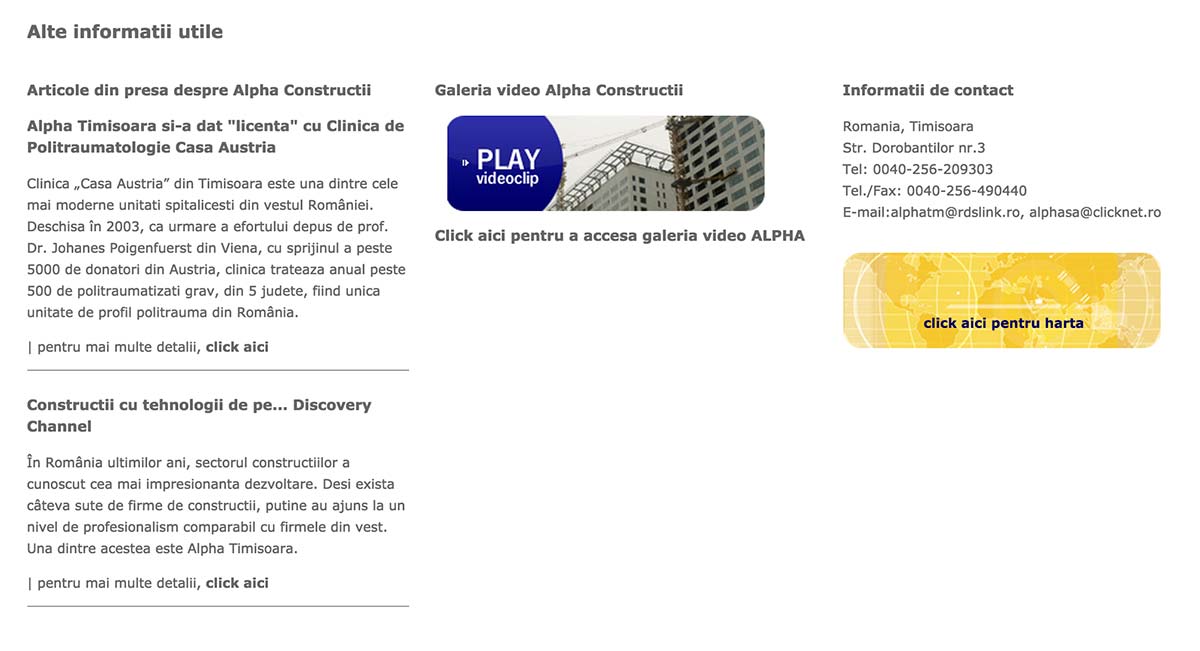 Alte informatii utile
Articole din presa despre Alpha Constructii
Alpha Timisoara si-a dat "licenta" cu Clinica de
Politraumatologie Casa Austria
Clinica „Casa Austria” din Timisoara este una dintre cele
mai moderne unitati spitalicesti din vestul României.
Deschisa în 2003, ca urmare a efortului depus de prof.
Dr. Johanes Poigenfuerst din Viena, cu sprijinul a peste
5000 de donatori din Austria, clinica trateaza anual peste
500 de politraumatizati grav, din 5 judete, fiind unica
unitate de profil politrauma din România.
| pentru mai multe detalii, click aici
Constructii cu tehnologii de pe... Discovery
Channel
În România ultimilor ani, sectorul constructiilor a
cunoscut cea mai impresionanta dezvoltare. Desi exista
câteva sute de firme de constructii, putine au ajuns la un
nivel de profesionalism comparabil cu firmele din vest.
Una dintre acestea este Alpha Timisoara.
| pentru mai multe detalii, click aici
Galeria video Alpha Constructii
PLAY
videoclip
Click aici pentru a accesa galeria video ALPHA
Informatii de contact
Romania, Timisoara
Str. Dorobantilor nr.3
Tel: 0040-256-209303
Tel./Fax: 0040-256-490440
E-mail:alphatm@rdslink.ro, alphasa@clicknet.ro
click aici pentru harta